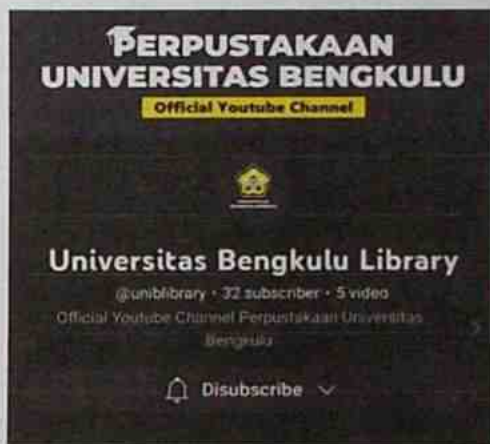 PERPUSTAKAAN
UNIVERSITAS BENGKULU
Official Youtube Channel
Universitas Bengkulu Library
@uniblibrary • 32 subscriber • 5 video
Official Youtube Channel Perpustakaan Universitas
Bengkulu
Disubscribe